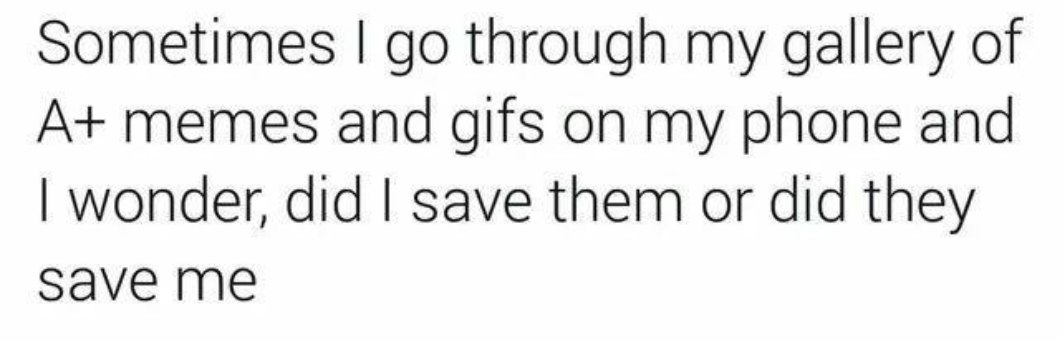 Sometimes I go through my gallery of
A+ memes and gifs on my phone and
I wonder, did I save them or did they
save me